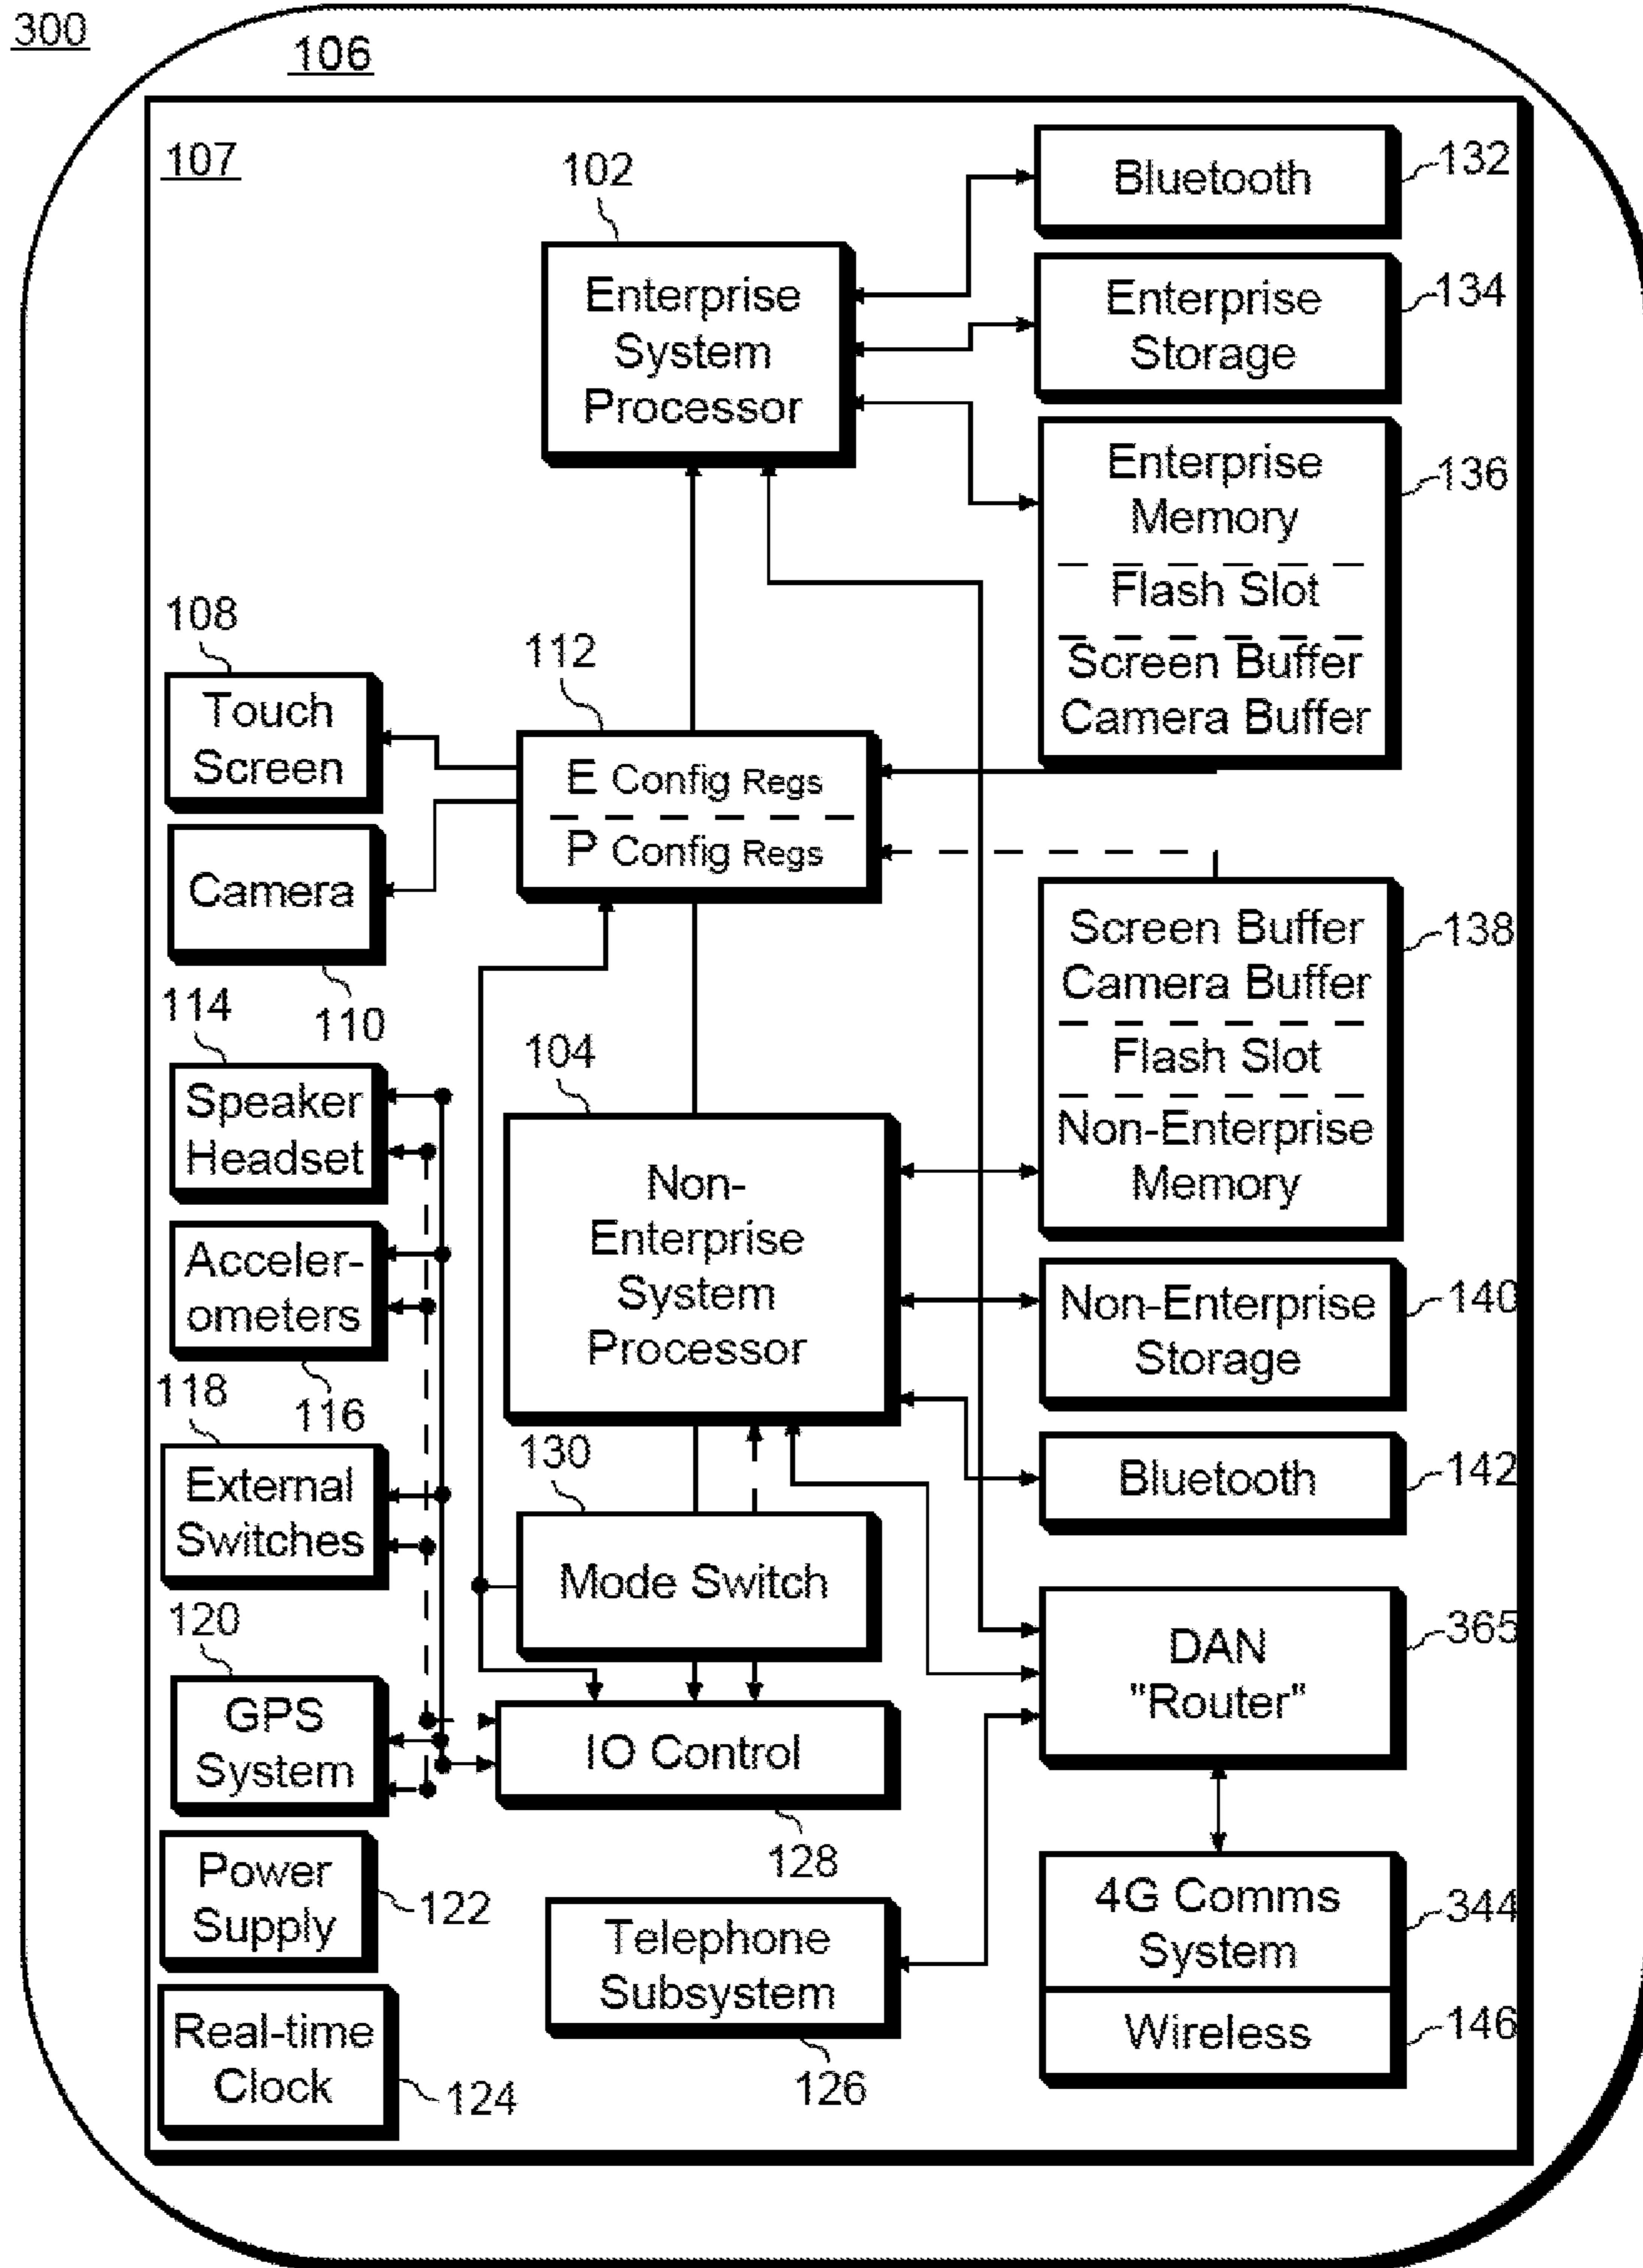 300
106
107
102
Enterprise
System
Processor
Bluetooth
132
Enterprise
Storage
134
Enterprise
Memory
Flash Slot
Screen Buffer
Camera Buffer
136
108
Touch
Screen
112
E Config Regs
P Config Regs
Camera
110
Screen Buffer
Camera Buffer
Flash Slot
Non-Enterprise
Memory
138
114
Speaker
Headset
104
Non-
Enterprise
System
Processor
Acceler-
ometers
116
Non-Enterprise
Storage
140
118
External
Switches
130
Mode Switch
Bluetooth
142
120
GPS
System
DAN
"Router"
365
IO Control
128
Power
Supply
122
Telephone
Subsystem
126
4G Comms
System
344
Wireless
146
Real-time
Clock
124